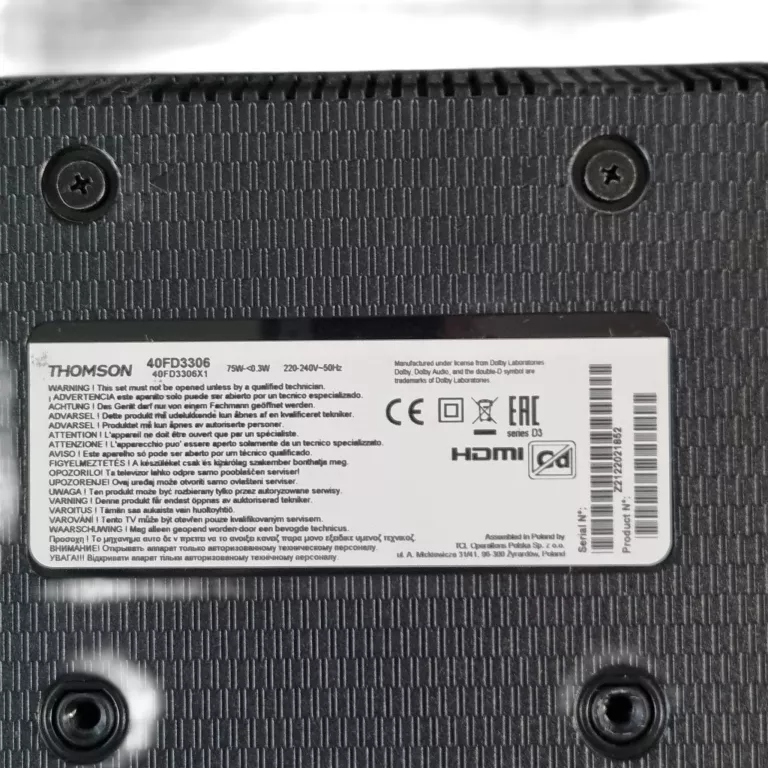 THOMSON 40FD3306
40FD3306X1
75W-<0.3W 220-240V~50Hz
WARNING ! This set must not be opened unless by a qualified technician.
¡ ADVERTENCIA este aparato solo puede ser abierto por un tecnico especializado.
ACHTUNG ! Das Gerät darf nur von einem Fachmann geöffnet werden.
ADVARSEL ! Dette produkt må udelukkende kun åbnes af en kvalificeret tekniker.
ADVARSEL ! Produktet må kun åpnes av autoriserte personer.
ATTENTION ! L'appareil ne doit être ouvert que par un spécialiste.
ATTENZIONE ! L'apparecchio puo' essere aperto solamente da un tecnico specializzato.
AVISO ! Este aparelho só pode ser aberto por um técnico qualificado.
FIGYELMEZTETÉS ! A készüléket csak és kizárólag szakember bonthatja meg.
OPOZORILO! Ta televizor lahko odpre samo pooblaščen serviser!
UPOZORENJE! Ovaj uređaj može otvoriti samo ovlašteni serviser.
UWAGA ! Ten produkt może być rozbierany tylko przez autoryzowane serwisy.
VARNING ! Denna produkt får endast öppnas av auktoriserad tekniker.
VAROITUS ! Tämän saa aukaista vain huoltoyhtiö.
VAROVÁNÍ ! Tento TV může být otevřen pouze kvalifikovaným servisem.
WAARSCHUWING ! Mag alleen geopend worden door een bevoegde technicus.
Προσοχη ! Το μηχανημα αυτο δεν πρεπει να το ανοιξει κανεις
ВНИМАНИЕ! Открывать аппарат только авторизованному техническому персоналу.
УВАГА!!! Відкривати апарат тільки авторизованому технічному персоналу.
Manufactured under license from Dolby Laboratories.
Dolby, Dolby Audio, and the double-D symbol are
trademarks of Dolby Laboratories.
CE EAC
series D3
HDMI Cd
Assembled in Poland by
TCL Operations Polska Sp. z o.o.
ul. A. Mickiewicza 31/41, 96-300 Żyrardów, Poland
Serial N°:
ZZ122021B52
Product N°: